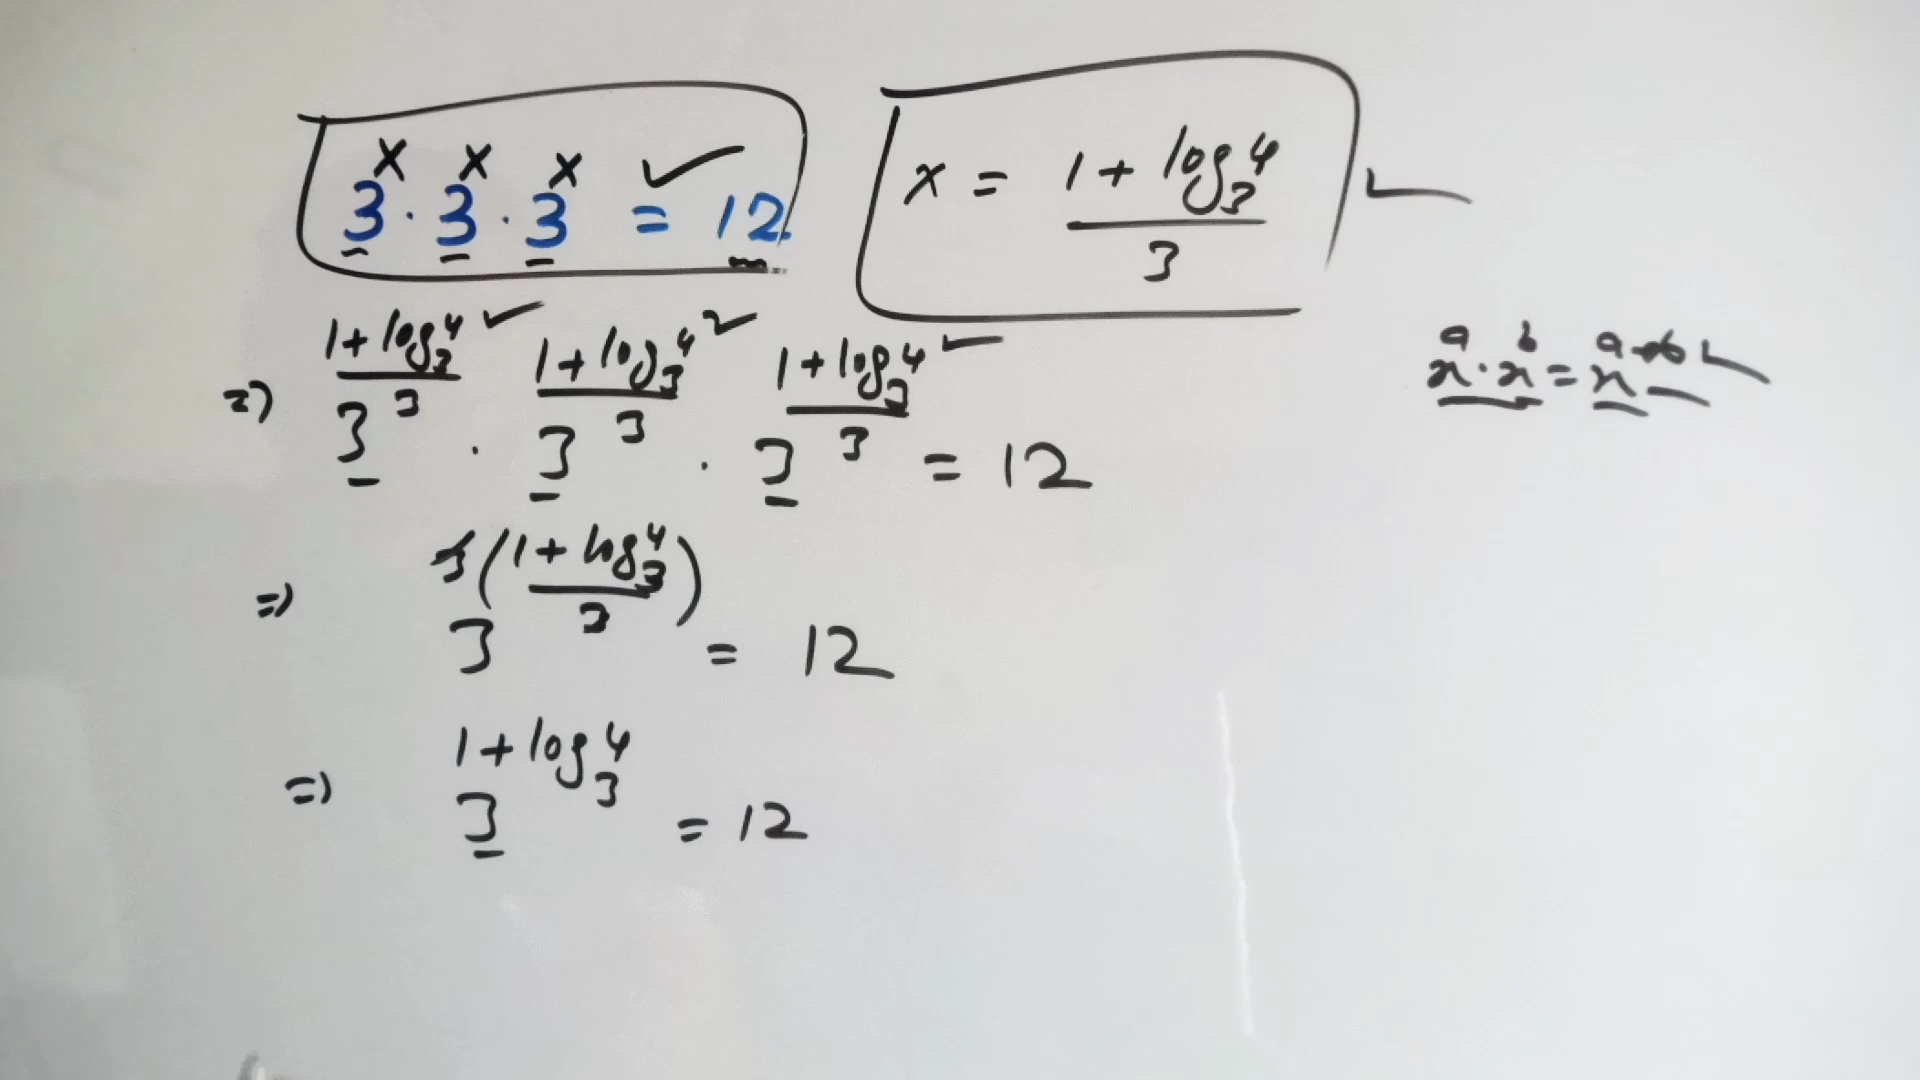 3^x · 3^x · 3^x = 12 ✓
x = (1 + log_3 4)/3 ✓
x^a · x^b = x^(a+b) ✓
⇒ 3^((1 + log_3 4)/3) · 3^((1 + log_3 4)/3) · 3^((1 + log_3 4)/3) = 12
⇒ 3^(3((1 + log_3 4)/3)) = 12
⇒ 3^(1 + log_3 4) = 12